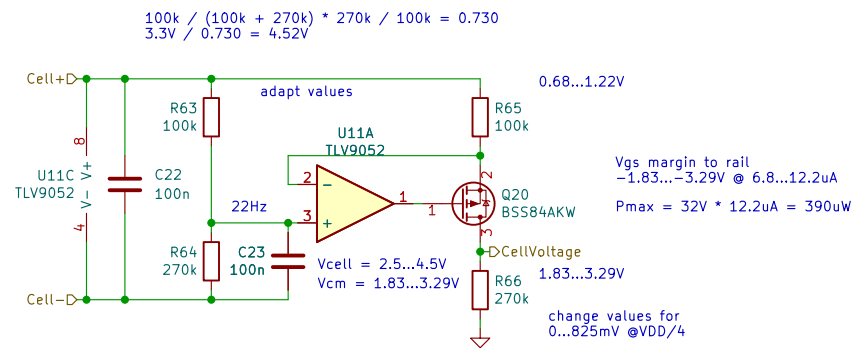 100k / (100k + 270k) * 270k / 100k = 0.730
3.3V / 0.730 = 4.52V
Cell+
adapt values
0.68...1.22V
R63
100k
R65
100k
U11A
TLV9052
8
V+
U11C
TLV9052
V-
4
C22
100n
2
-
3
+
1
1
2
3
Q20
BSS84AKW
Vgs margin to rail
-1.83...-3.29V @ 6.8...12.2uA
Pmax = 32V * 12.2uA = 390uW
22Hz
R64
270k
C23
100n
Vcell = 2.5...4.5V
Vcm = 1.83...3.29V
CellVoltage
1.83...3.29V
R66
270k
Cell-
change values for
0...825mV @VDD/4